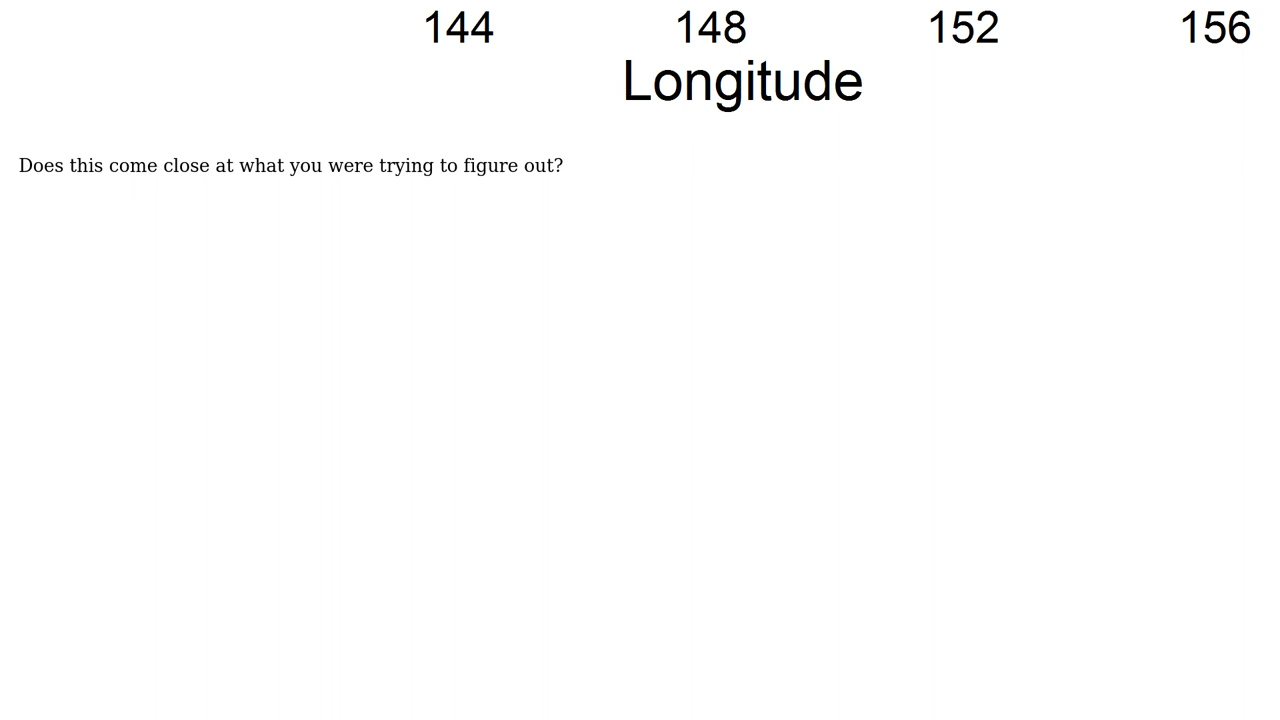 144 148 152 156
Longitude
Does this come close at what you were trying to figure out?